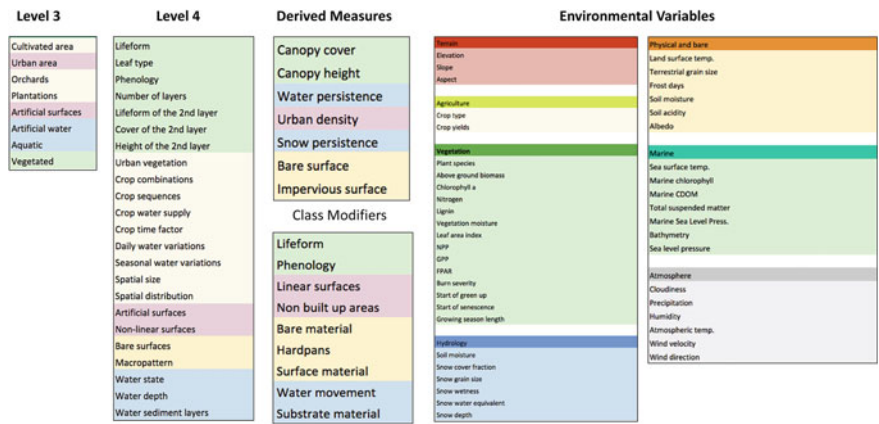 Level 3
Cultivated area
Urban area
Orchards
Plantations
Artificial surfaces
Artificial water
Aquatic
Vegetated
Level 4
Lifeform
Leaf type
Phenology
Number of layers
Lifeform of the 2nd layer
Cover of the 2nd layer
Height of the 2nd layer
Urban vegetation
Crop combinations
Crop sequences
Crop water supply
Crop time factor
Daily water variations
Seasonal water variations
Spatial size
Spatial distribution
Artificial surfaces
Non-linear surfaces
Bare surfaces
Macropattern
Water state
Water depth
Water sediment layers
Derived Measures
Canopy cover
Canopy height
Water persistence
Urban density
Snow persistence
Bare surface
Impervious surface
Class Modifiers
Lifeform
Phenology
Linear surfaces
Non built up areas
Bare material
Hardpans
Surface material
Water movement
Substrate material
Environmental Variables
Terrain
Elevation
Slope
Aspect
Agriculture
Crop type
Crop yields
Vegetation
Plant species
Above ground biomass
Chlorophyll a
Nitrogen
Lignin
Vegetation moisture
Leaf area index
NPP
GPP
FPAR
Burn severity
Start of green up
Start of senescence
Growing season length
Hydrology
Soil moisture
Snow cover fraction
Snow grain size
Snow wetness
Snow water equivalent
Snow depth
Physical and bare
Land surface temp.
Terrestrial grain size
Frost days
Soil moisture
Soil acidity
Albedo
Marine
Sea surface temp.
Marine chlorophyll
Marine CDOM
Total suspended matter
Marine Sea Level Press.
Bathymetry
Sea level pressure
Atmosphere
Cloudiness
Precipitation
Humidity
Atmospheric temp.
Wind velocity
Wind direction